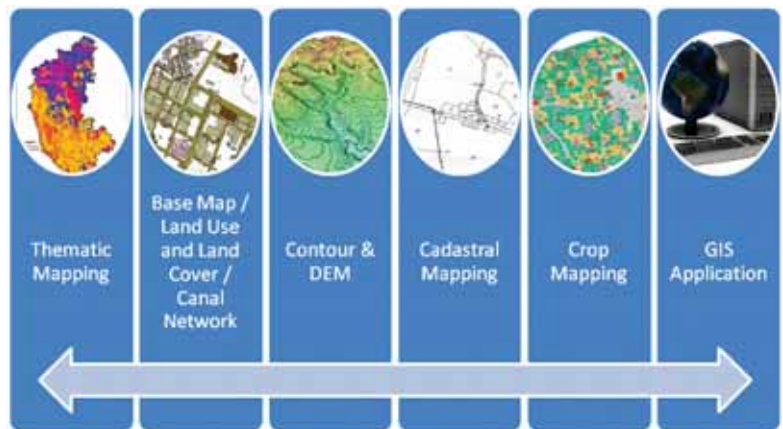 Thematic
Mapping
Base Map /
Land Use
and Land
Cover /
Canal
Network
Contour &
DEM
Cadastral
Mapping
Crop
Mapping
GIS
Application